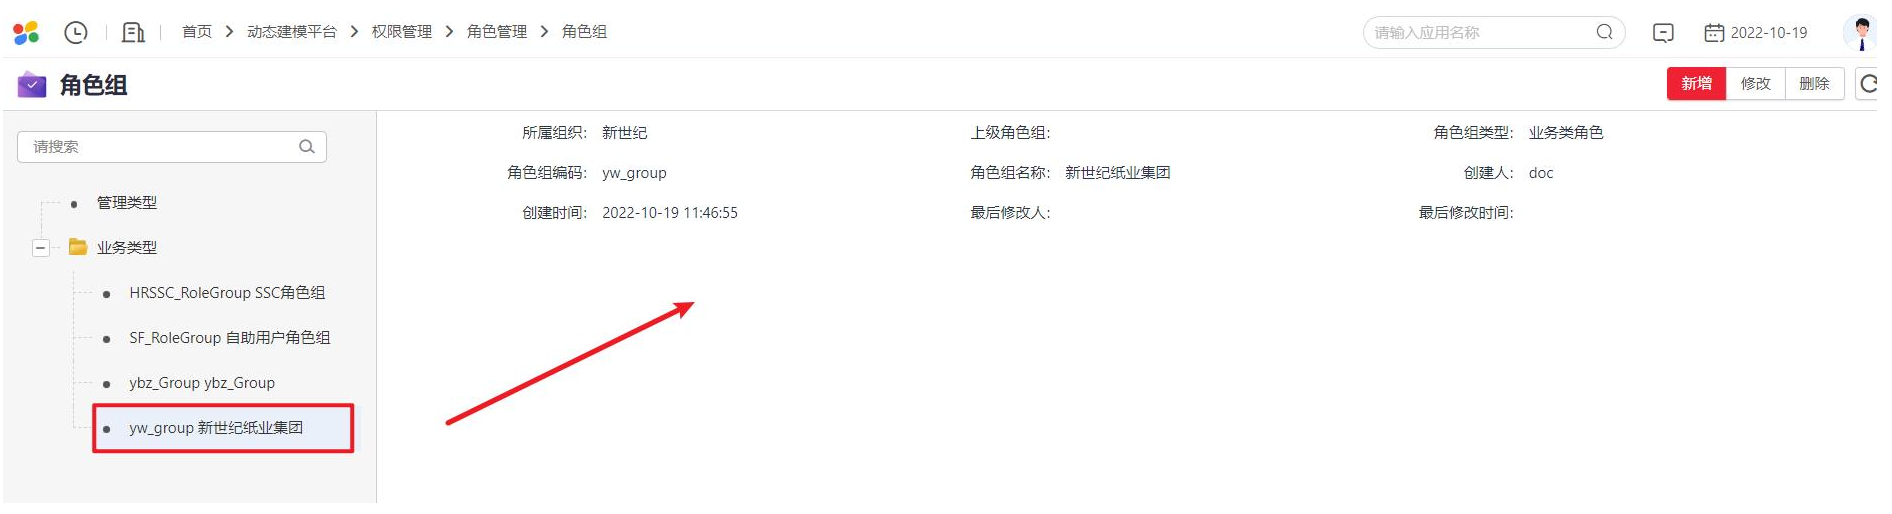 首页 > 动态建模平台 > 权限管理 > 角色管理 > 角色组
请输入应用名称
2022-10-19
角色组
新增 修改 删除
请搜索
管理类型
业务类型
HRSSC_RoleGroup SSC角色组
SF_RoleGroup 自助用户角色组
ybz_Group ybz_Group
yw_group 新世纪纸业集团
所属组织: 新世纪 上级角色组: 角色组类型: 业务类角色
角色组编码: yw_group 角色组名称: 新世纪纸业集团 创建人: doc
创建时间: 2022-10-19 11:46:55 最后修改人: 最后修改时间: